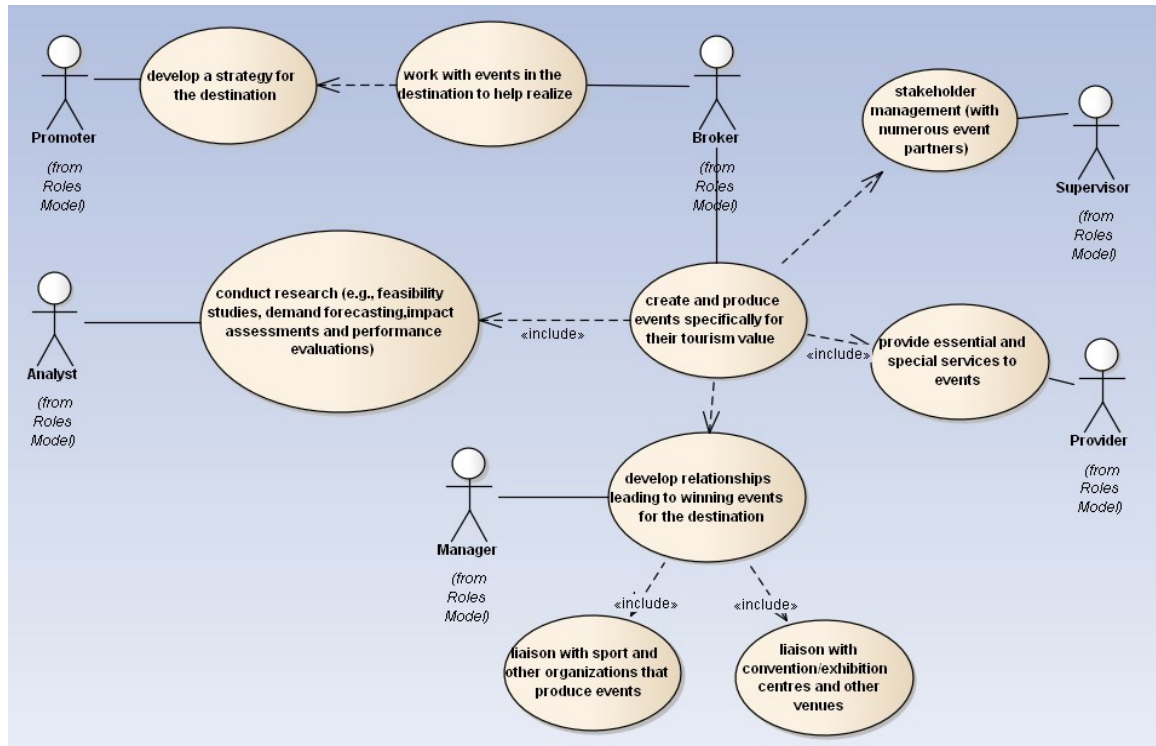 develop a strategy for
the destination
work with events in the
destination to help realize
stakeholder
management (with
numerous event
partners)
Promoter
(from
Roles
Model)
Broker
(from
Roles
Model)
Supervisor
(from
Roles
Model)
conduct research (e.g., feasibility
studies, demand forecasting,impact
assessments and performance
evaluations)
«include»
create and produce
events specifically for
their tourism value
«include»
provide essential and
special services to
events
Analyst
(from
Roles
Model)
Provider
(from
Roles
Model)
develop relationships
leading to winning events
for the destination
Manager
(from
Roles
Model)
«include»
«include»
liaison with sport and
other organizations that
produce events
liaison with
convention/exhibition
centres and other
venues